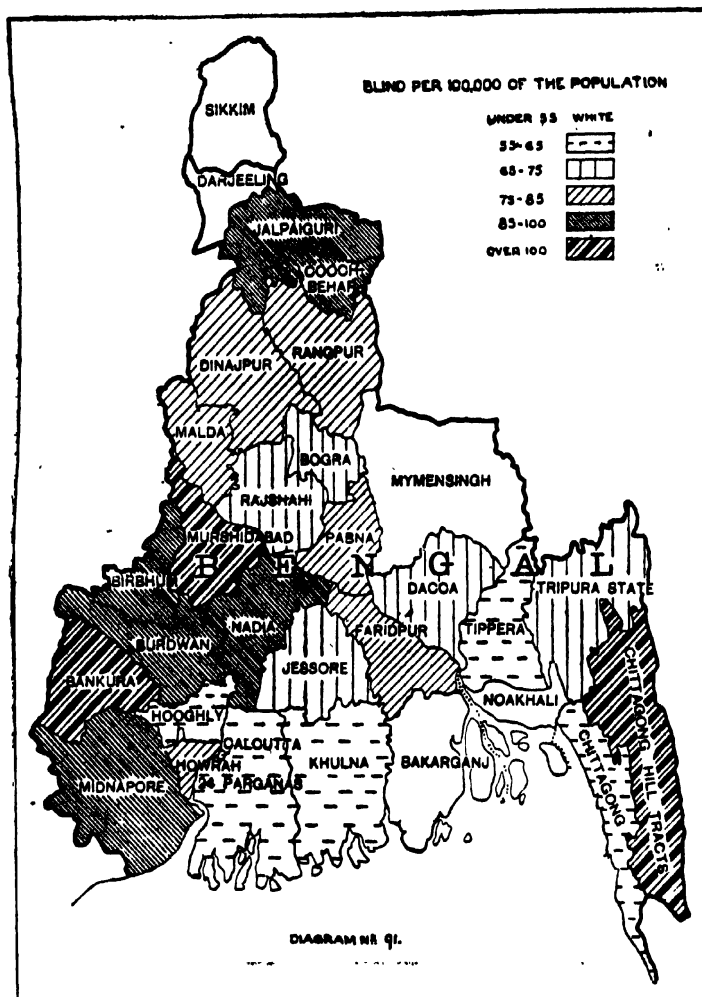 BLIND PER 100,000 OF THE POPULATION
UNDER 55 WHITE
55-65
65-75
75-85
85-100
OVER 100
SIKKIM
DARJEELING
JALPAIGURI
COOCH
BEHAR
DINAJPUR
RANGPUR
MALDA
BOGRA
MYMENSINGH
RAJSHAHI
MURSHIDABAD
PABNA
BENGAL
BIRBHUM
DACCA
TRIPURA STATE
NADIA
FARIDPUR
TIPPERA
BURDWAN
JESSORE
BANKURA
NOAKHALI
CHITTAGONG HILL TRACTS
HOOGHLY
CALCUTTA
KHULNA
BAKARGANJ
CHITTAGONG
HOWRAH
24 PARGANAS
MIDNAPORE
DIAGRAM Nº 91.